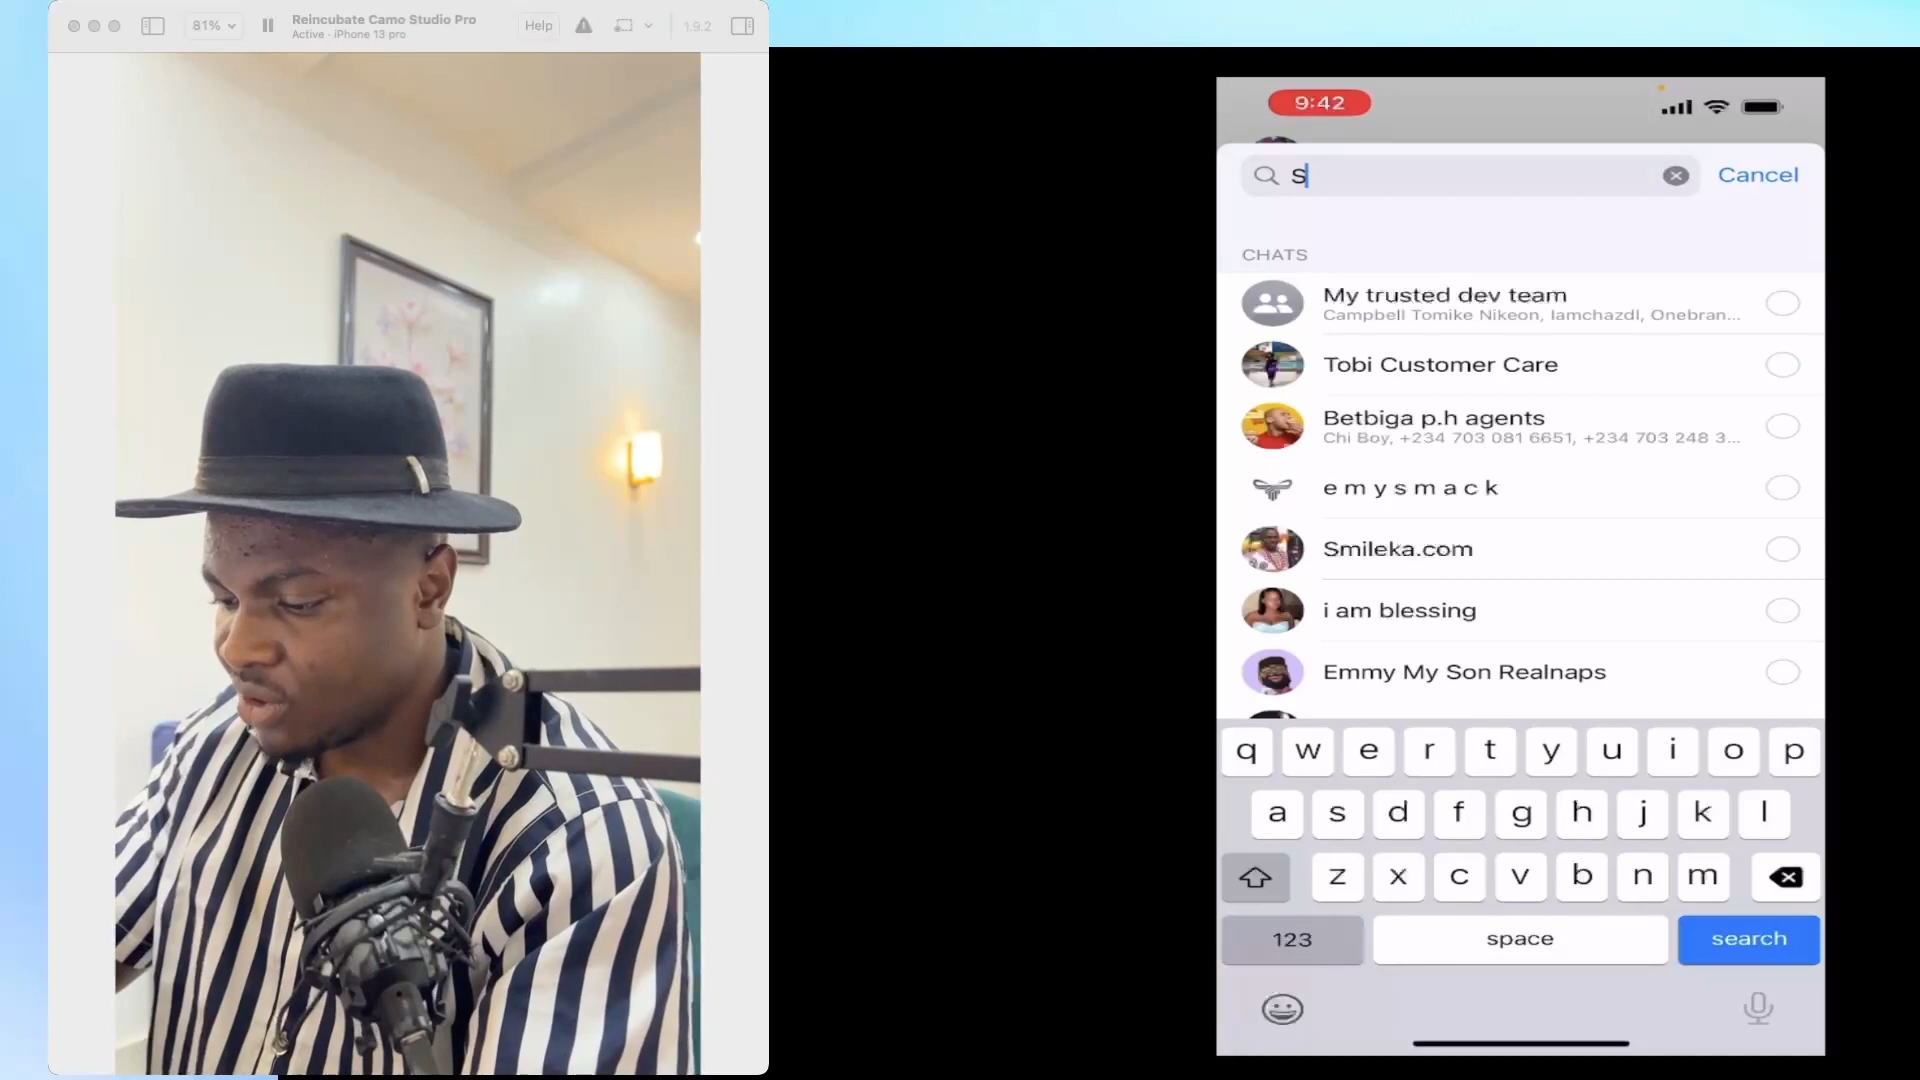 81%
Reincubate Camo Studio Pro
Active - iPhone 13 pro
Help
1.9.2
9:42
S
Cancel
CHATS
My trusted dev team
Campbell Tomike Nikeon, Iamchazdl, Onebran...
Tobi Customer Care
Betbiga p.h agents
Chi Boy, +234 703 081 6651, +234 703 248 3...
e m y s m a c k
Smileka.com
i am blessing
Emmy My Son Realnaps
q w e r t y u i o p
a s d f g h j k l
z x c v b n m
123 space search